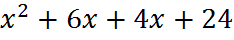 x² + 6x + 4x + 24